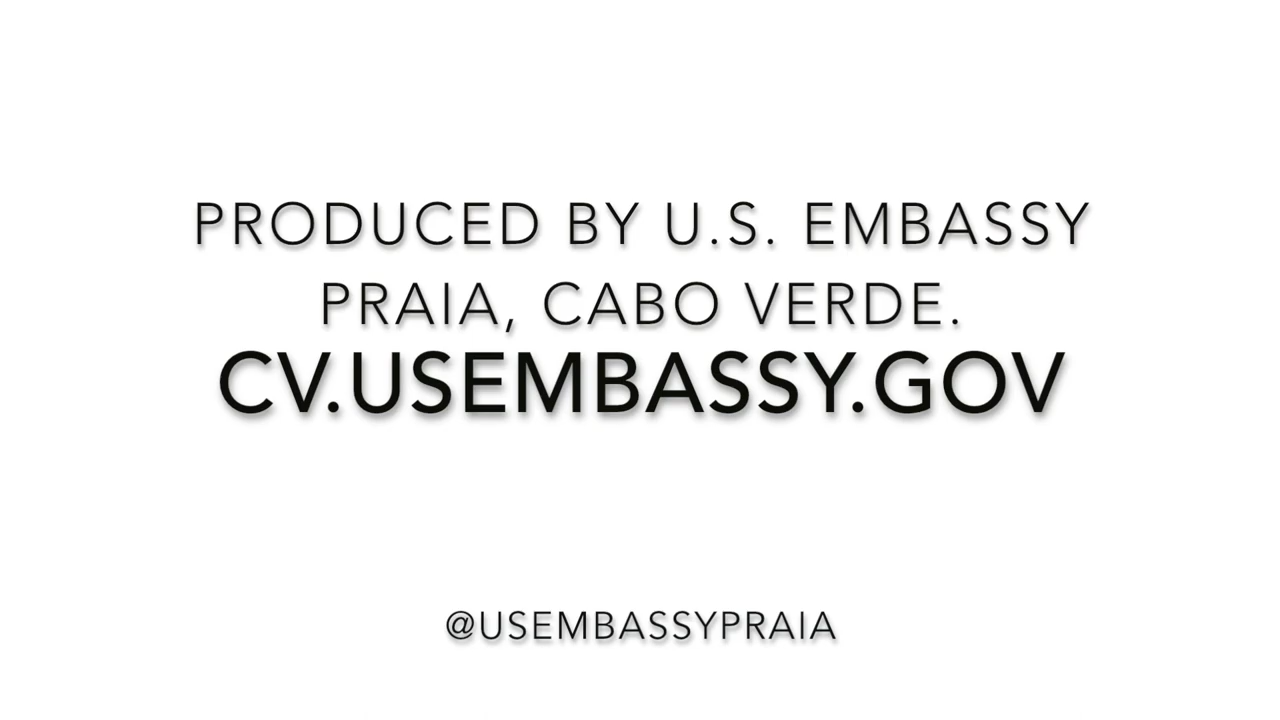 PRODUCED BY U.S. EMBASSY
PRAIA, CABO VERDE.
CV.USEMBASSY.GOV
@USEMBASSYPRAIA